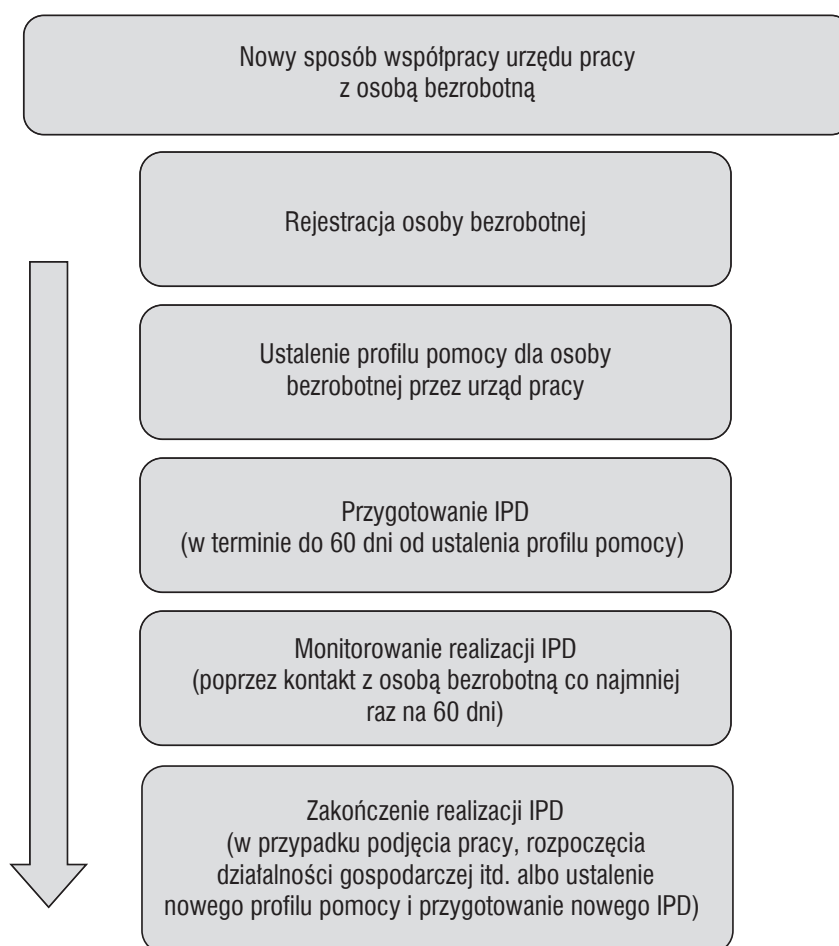 Nowy sposób współpracy urzędu pracy
z osobą bezrobotną
Rejestracja osoby bezrobotnej
Ustalenie profilu pomocy dla osoby
bezrobotnej przez urząd pracy
Przygotowanie IPD
(w terminie do 60 dni od ustalenia profilu pomocy)
Monitorowanie realizacji IPD
(poprzez kontakt z osobą bezrobotną co najmniej
raz na 60 dni)
Zakończenie realizacji IPD
(w przypadku podjęcia pracy, rozpoczęcia
działalności gospodarczej itd. albo ustalenie
nowego profilu pomocy i przygotowanie nowego IPD)